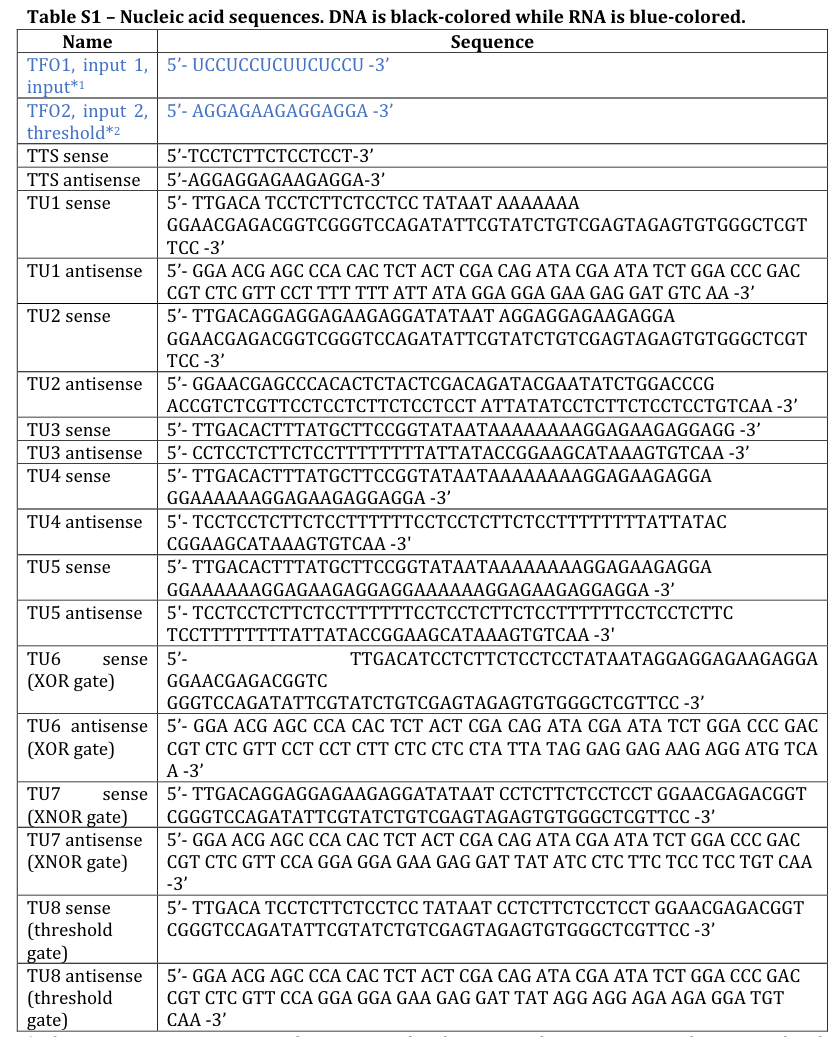 Table S1 – Nucleic acid sequences. DNA is black-colored while RNA is blue-colored.
Name Sequence
TFO1, input 1, 5’- UCCUCCUCUUCUCCU -3’
input*1
TFO2, input 2, 5’- AGGAGAAGAGGAGGA -3’
threshold*2
TTS sense 5’-TCCTCTTCTCCTCCT-3’
TTS antisense 5’-AGGAGGAGAAGAGGA-3’
TU1 sense 5’- TTGACA TCCTCTTCTCCTCC TATAAT AAAAAAA
GGAACGAGACGGTCGGGTCCAGATATTCGTATCTGTCGAGTAGAGTGTGGGCTCGT
TCC -3’
TU1 antisense 5’- GGA ACG AGC CCA CAC TCT ACT CGA CAG ATA CGA ATA TCT GGA CCC GAC
CGT CTC GTT CCT TTT TTT ATT ATA GGA GGA GAA GAG GAT GTC AA -3’
TU2 sense 5’- TTGACAGGAGGAGAAGAGGATATAAT AGGAGGAGAAGAGGA
GGAACGAGACGGTCGGGTCCAGATATTCGTATCTGTCGAGTAGAGTGTGGGCTCGT
TCC -3’
TU2 antisense 5’- GGAACGAGCCCACACTCTACTCGACAGATACGAATATCTGGACCCG
ACCGTCTCGTTCCTCCTCTTCTCCTCCT ATTATATCCTCTTCTCCTCCTGTCAA -3’
TU3 sense 5’- TTGACACTTTATGCTTCCGGTATAATAAAAAAAAGGAGAAGAGGAGG -3’
TU3 antisense 5’- CCTCCTCTTCTCCTTTTTTTTATTATACCGGAAGCATAAAGTGTCAA -3’
TU4 sense 5’- TTGACACTTTATGCTTCCGGTATAATAAAAAAAAGGAGAAGAGGA
GGAAAAAAGGAGAAGAGGAGGA -3’
TU4 antisense 5'- TCCTCCTCTTCTCCTTTTTTCCTCCTCTTCTCCTTTTTTTTATTATAC
CGGAAGCATAAAGTGTCAA -3'
TU5 sense 5’- TTGACACTTTATGCTTCCGGTATAATAAAAAAAAGGAGAAGAGGA
GGAAAAAAGGAGAAGAGGAGGAAAAAAGGAGAAGAGGAGGA -3’
TU5 antisense 5'- TCCTCCTCTTCTCCTTTTTTCCTCCTCTTCTCCTTTTTTCCTCCTCTTC
TCCTTTTTTTTATTATACCGGAAGCATAAAGTGTCAA -3'
TU6 sense 5’- TTGACATCCTCTTCTCCTCCTATAATAGGAGGAGAAGAGGA
(XOR gate) GGAACGAGACGGTC
GGGTCCAGATATTCGTATCTGTCGAGTAGAGTGTGGGCTCGTTCC -3’
TU6 antisense 5’- GGA ACG AGC CCA CAC TCT ACT CGA CAG ATA CGA ATA TCT GGA CCC GAC
(XOR gate) CGT CTC GTT CCT CCT CTT CTC CTC CTA TTA TAG GAG GAG AAG AGG ATG TCA
A -3’
TU7 sense 5’- TTGACAGGAGGAGAAGAGGATATAAT CCTCTTCTCCTCCT GGAACGAGACGGT
(XNOR gate) CGGGTCCAGATATTCGTATCTGTCGAGTAGAGTGTGGGCTCGTTCC -3’
TU7 antisense 5’- GGA ACG AGC CCA CAC TCT ACT CGA CAG ATA CGA ATA TCT GGA CCC GAC
(XNOR gate) CGT CTC GTT CCA GGA GGA GAA GAG GAT TAT ATC CTC TTC TCC TCC TGT CAA
-3’
TU8 sense 5’- TTGACA TCCTCTTCTCCTCC TATAAT CCTCTTCTCCTCCT GGAACGAGACGGT
(threshold CGGGTCCAGATATTCGTATCTGTCGAGTAGAGTGTGGGCTCGTTCC -3’
gate)
TU8 antisense 5’- GGA ACG AGC CCA CAC TCT ACT CGA CAG ATA CGA ATA TCT GGA CCC GAC
(threshold CGT CTC GTT CCA GGA GGA GAA GAG GAT TAT AGG AGG AGA AGA GGA TGT
gate) CAA -3’